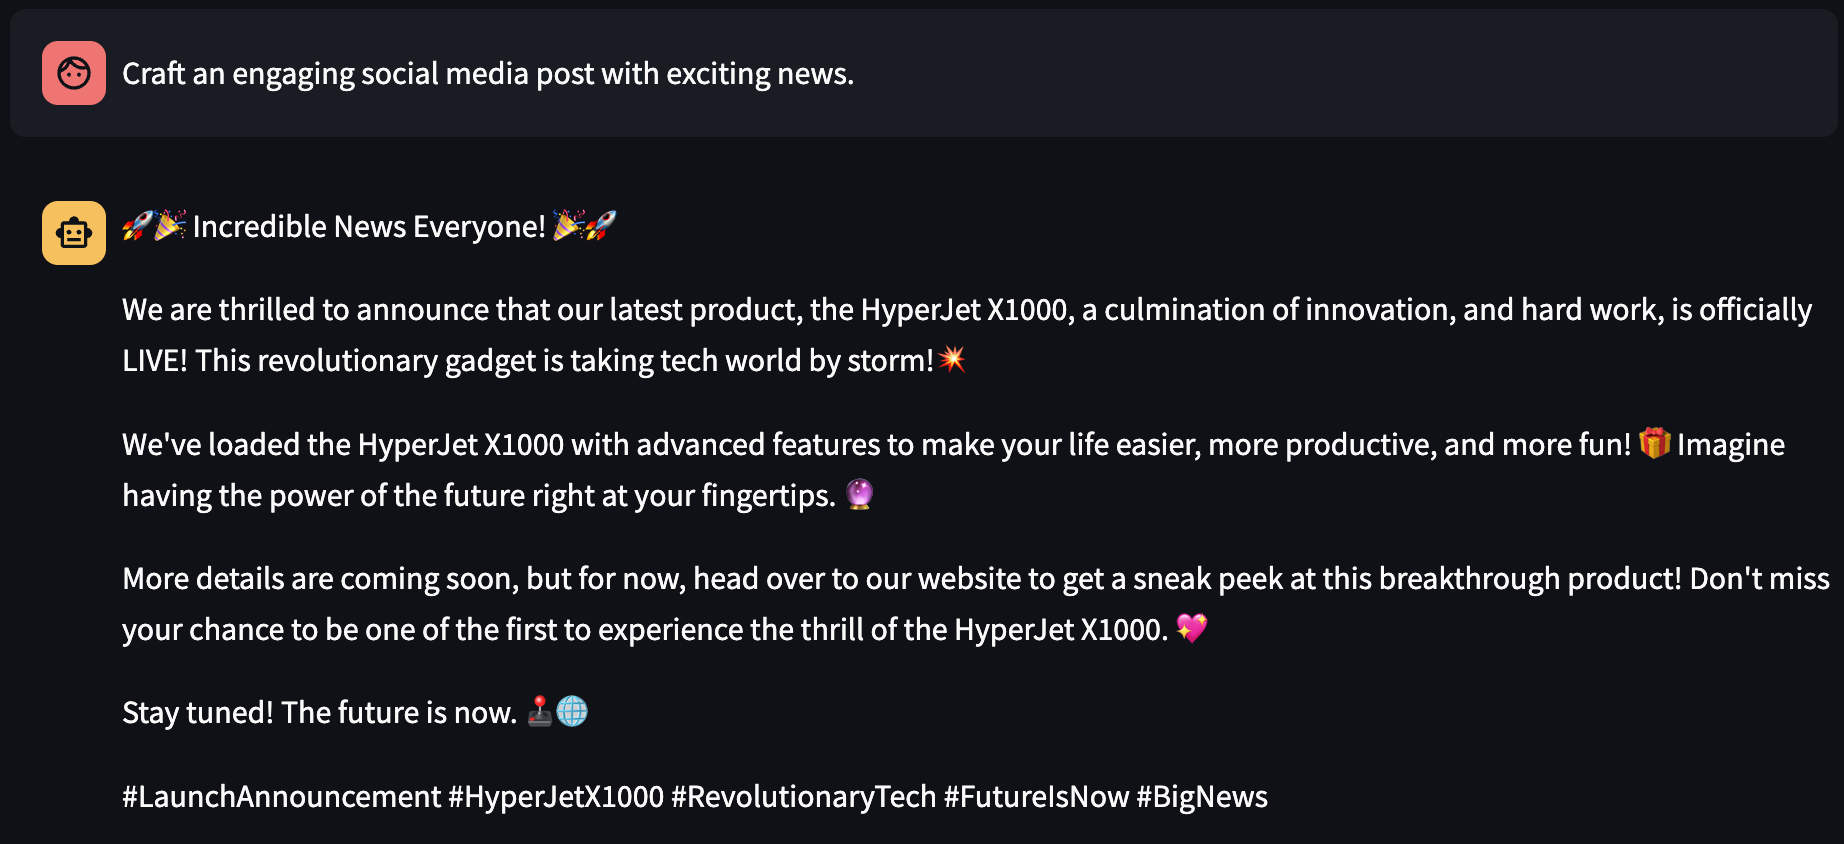 Craft an engaging social media post with exciting news.
🚀🎉 Incredible News Everyone! 🎉🚀
We are thrilled to announce that our latest product, the HyperJet X1000, a culmination of innovation, and hard work, is officially
LIVE! This revolutionary gadget is taking tech world by storm!💥
We've loaded the HyperJet X1000 with advanced features to make your life easier, more productive, and more fun! 🎁 Imagine
having the power of the future right at your fingertips. 🔮
More details are coming soon, but for now, head over to our website to get a sneak peek at this breakthrough product! Don't miss
your chance to be one of the first to experience the thrill of the HyperJet X1000. 💖
Stay tuned! The future is now. 🕹️🌐
#LaunchAnnouncement #HyperJetX1000 #RevolutionaryTech #FutureIsNow #BigNews